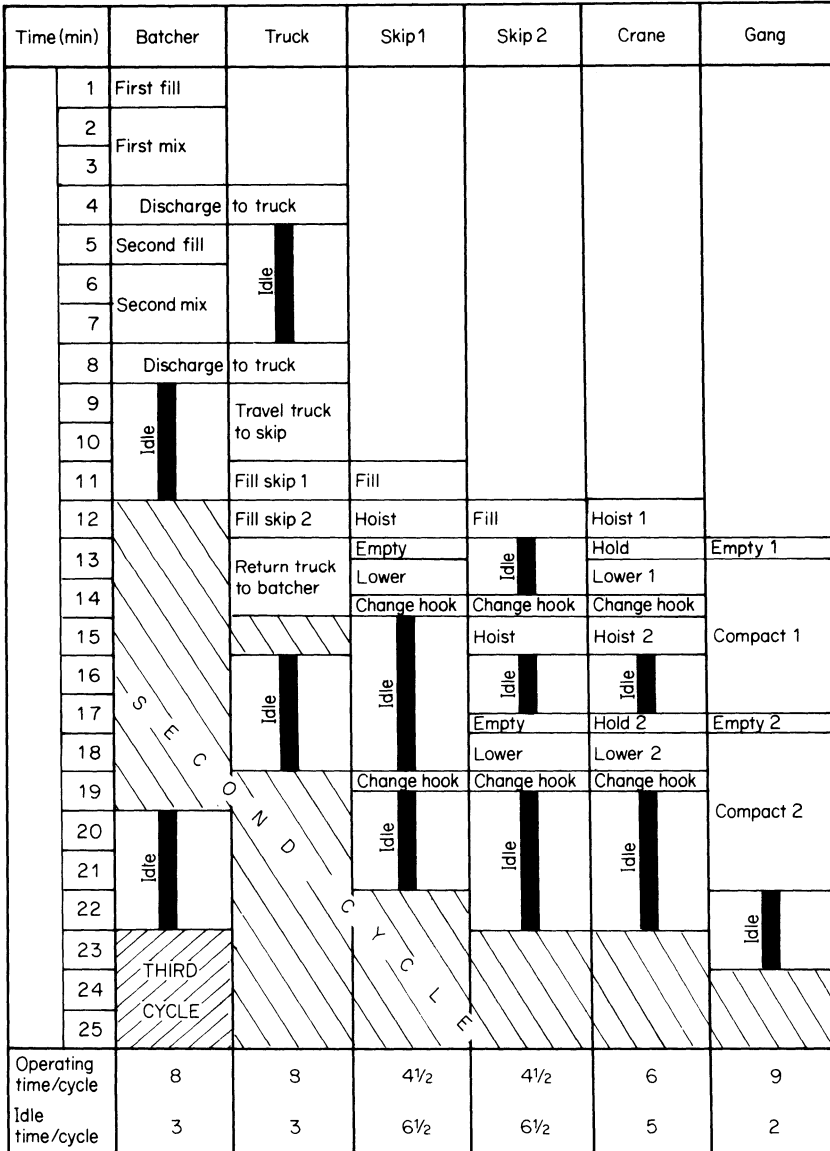 Time (min) Batcher Truck Skip 1 Skip 2 Crane Gang
1 First fill
2
First mix
3
4 Discharge to truck
5 Second fill
Idle
6
Second mix
7
8 Discharge to truck
9
Travel truck
to skip
Idle
10
11 Fill skip 1 Fill
12 Fill skip 2 Hoist Fill Hoist 1
13 Empty Hold Empty 1
Return truck
to batcher
Lower Idle Lower 1
14 Change hook Change hook Change hook
15 Hoist Hoist 2 Compact 1
16 Idle Idle Idle Idle
17 Empty Hold 2 Empty 2
18 Lower Lower 2
19 Change hook Change hook Change hook
Compact 2
20
21 Idle Idle Idle Idle
22
23 Idle
24
25
SECOND CYCLE
THIRD
CYCLE
Operating
time/cycle 8 8 4½ 4½ 6 9
Idle
time/cycle 3 3 6½ 6½ 5 2